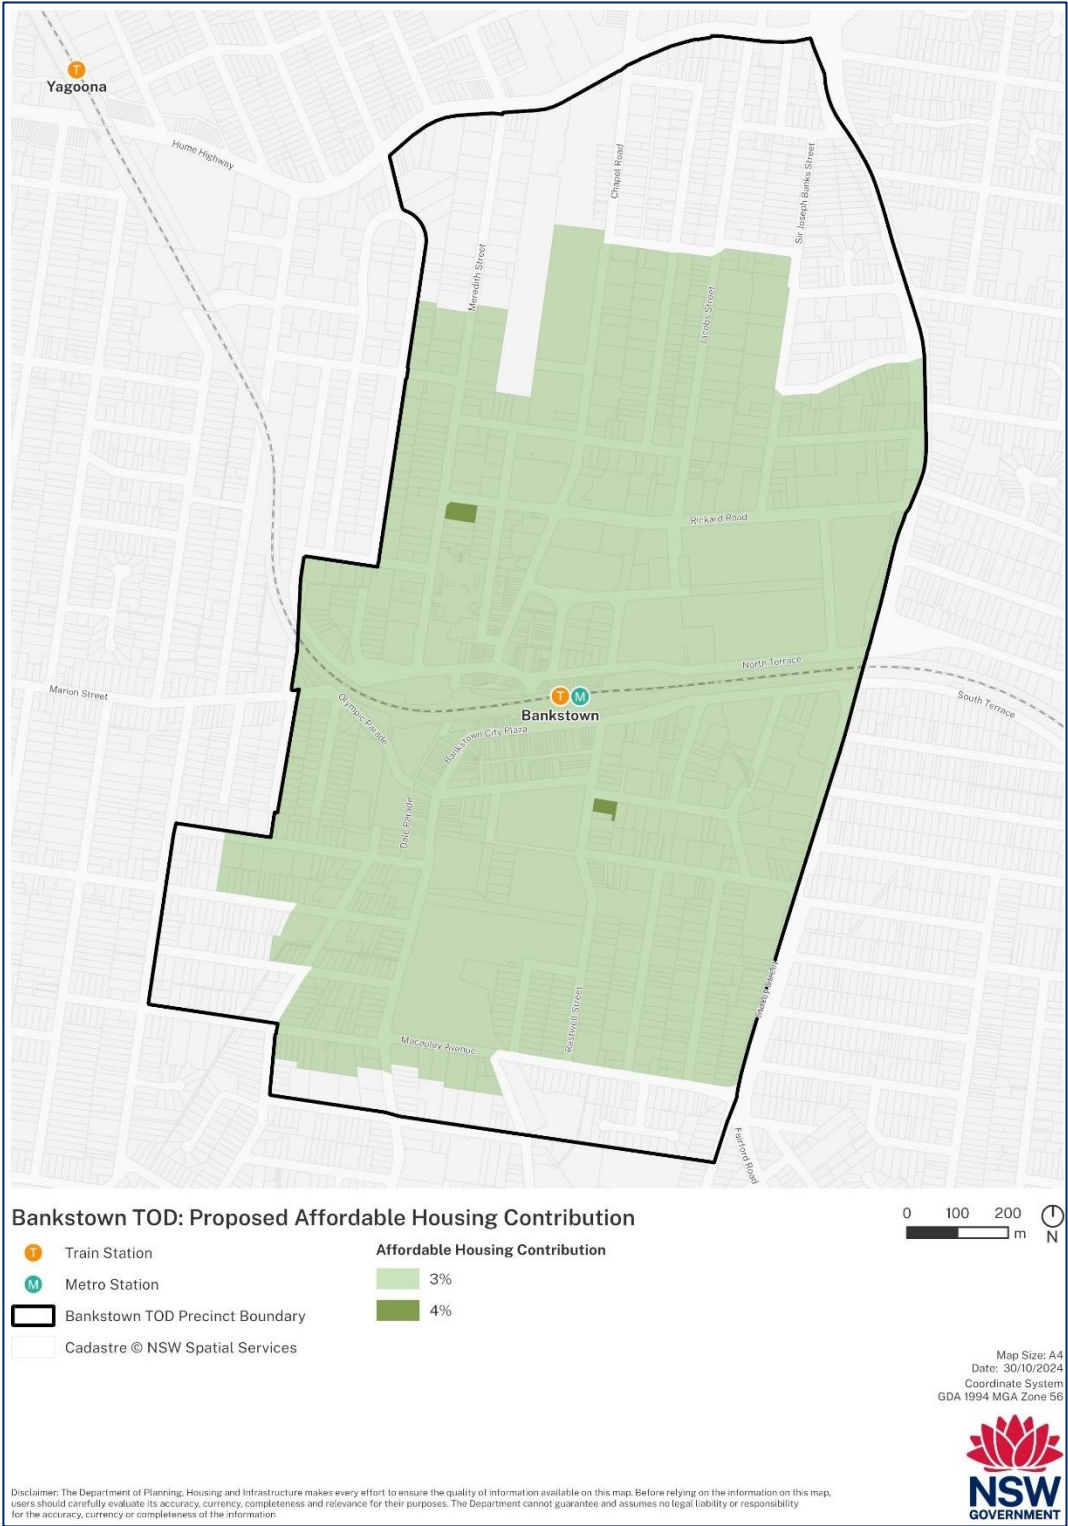 T
Yagoona
Hume Highway
Chapel Road
Sir Joseph Banks Street
Meredith Street
Jacobs Street
Rickard Road
North Terrace
Marion Street
T M
Bankstown
South Terrace
Olympic Parade
Bankstown City Plaza
Dale Parade
Stacey Street
Restwell Street
Macauley Avenue
Fairford Road
Bankstown TOD: Proposed Affordable Housing Contribution
0 100 200
m
N
T Train Station
M Metro Station
Bankstown TOD Precinct Boundary
Cadastre © NSW Spatial Services
Affordable Housing Contribution
3%
4%
Map Size: A4
Date: 30/10/2024
Coordinate System
GDA 1994 MGA Zone 56
NSW
GOVERNMENT
Disclaimer: The Department of Planning, Housing and Infrastructure makes every effort to ensure the quality of information available on this map. Before relying on the information on this map,
users should carefully evaluate its accuracy, currency, completeness and relevance for their purposes. The Department cannot guarantee and assumes no legal liability or responsibility
for the accuracy, currency or completeness of the information